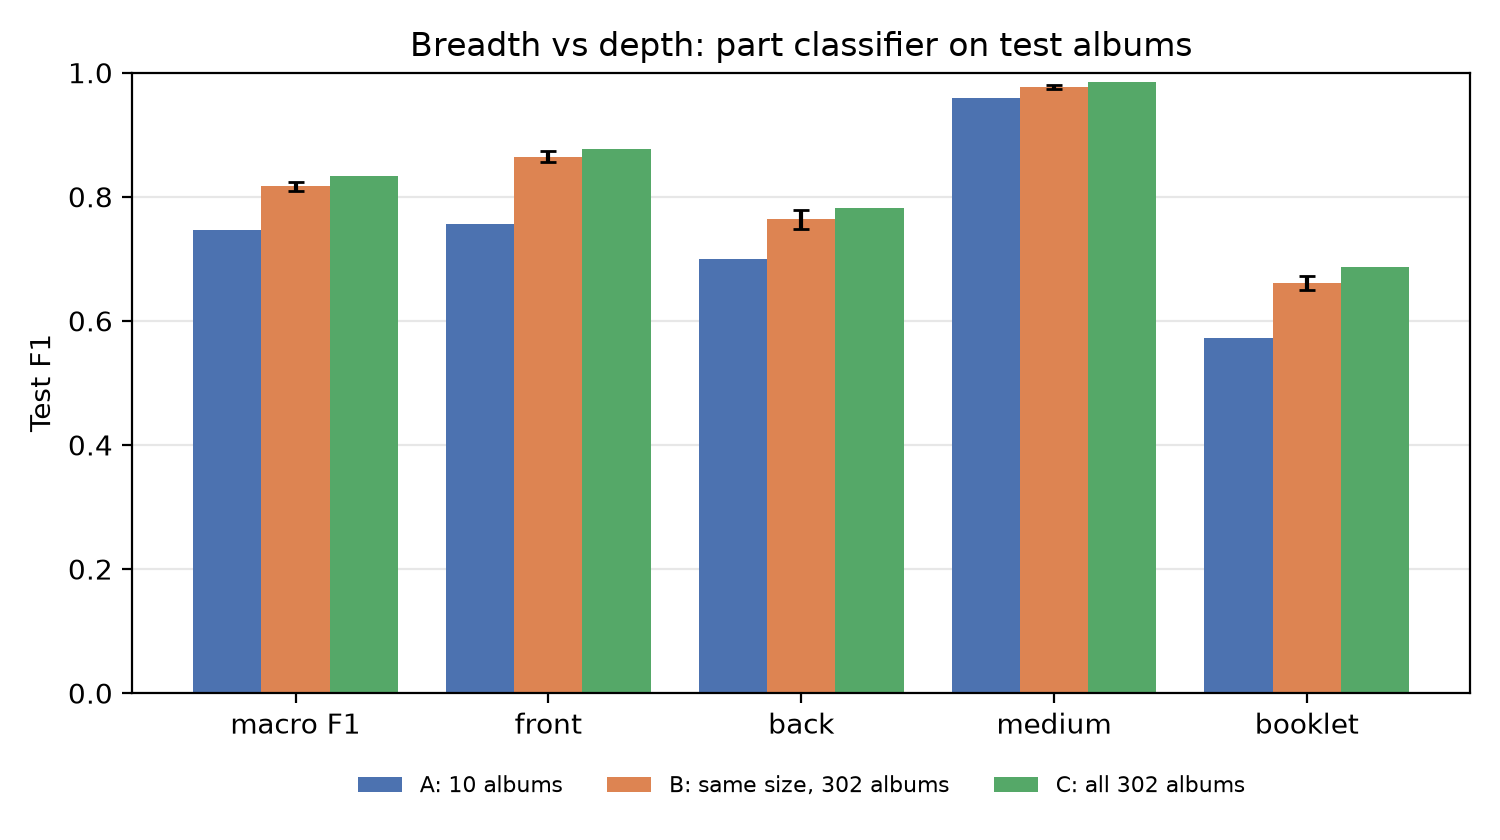 Breadth vs depth: part classifier on test albums
Test F1
1.0
0.8
0.6
0.4
0.2
0.0
macro F1 front back medium booklet
A: 10 albums B: same size, 302 albums C: all 302 albums